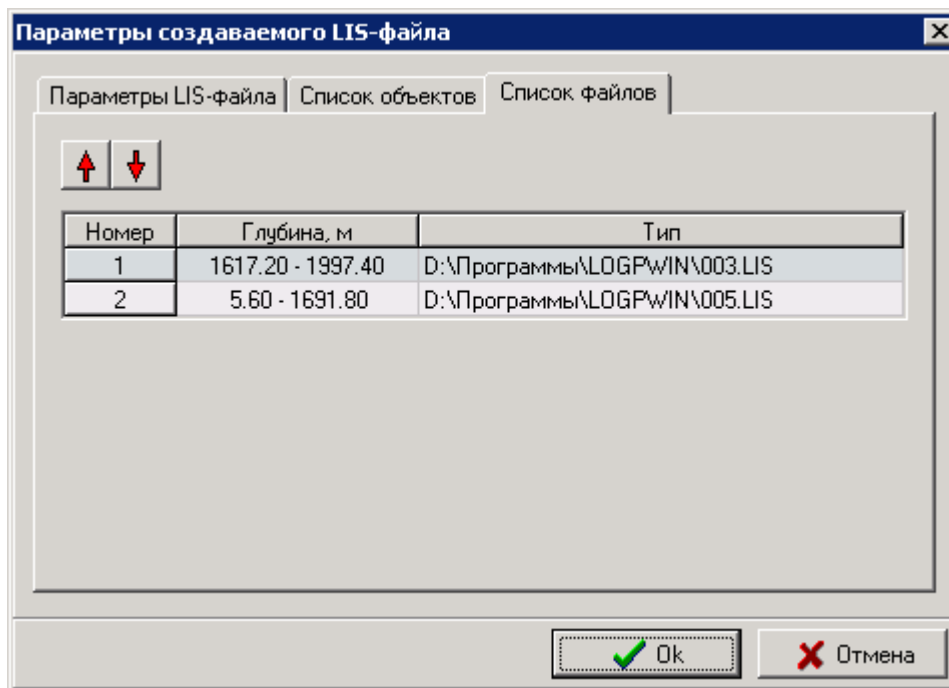 Параметры создаваемого LIS-файла
Параметры LIS-файла Список объектов Список файлов
Номер Глубина, м Тип
1 1617.20 - 1997.40 D:\Программы\LOGPWIN\003.LIS
2 5.60 - 1691.80 D:\Программы\LOGPWIN\005.LIS
Ok Отмена